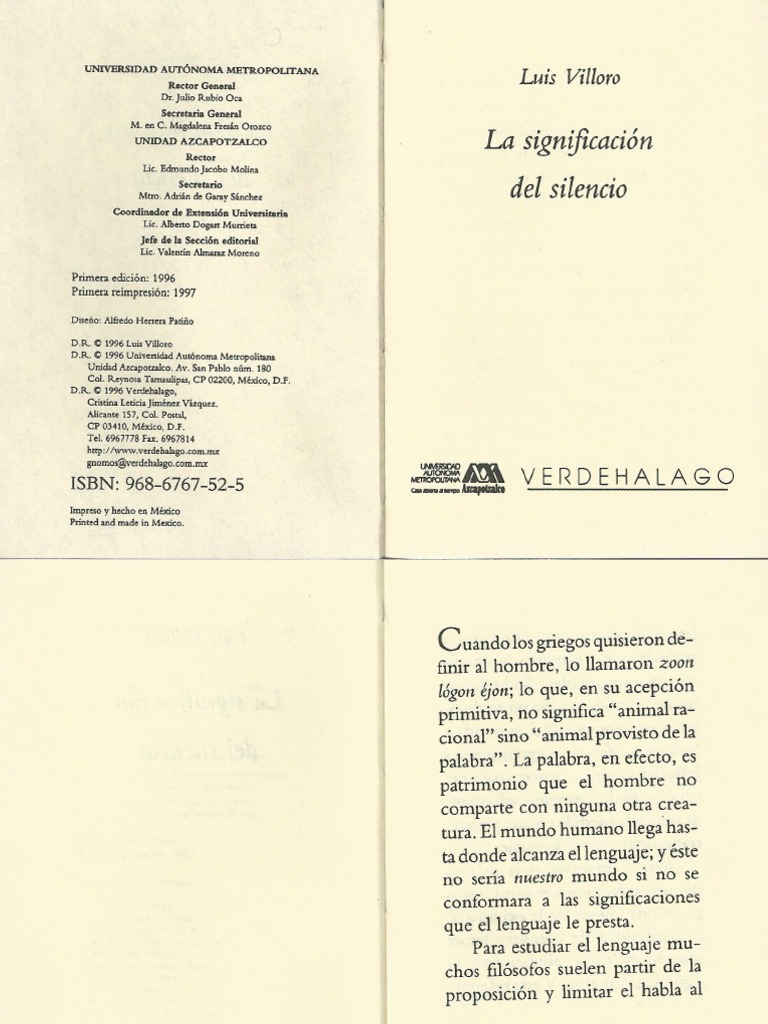 UNIVERSIDAD AUTÓNOMA METROPOLITANA
Rector General
Dr. Julio Rubio Oca
Secretaria General
M. en C. Magdalena Fresán Orozco
UNIDAD AZCAPOTZALCO
Rector
Lic. Edmundo Jacobo Molina
Secretario
Mtro. Adrián de Garay Sánchez
Coordinador de Extensión Universitaria
Lic. Alberto Dogart Murrieta
Jefe de la Sección editorial
Lic. Valentín Almaraz Moreno
Primera edición: 1996
Primera reimpresión: 1997
Diseño: Alfredo Herrera Patiño
D.R. © 1996 Luis Villoro
D.R. © 1996 Universidad Autónoma Metropolitana
Unidad Azcapotzalco. Av. San Pablo núm. 180
Col. Reynosa Tamaulipas, CP 02200, México, D.F.
D.R. © 1996 Verdehalago,
Cristina Leticia Jiménez Vázquez.
Alicante 157, Col. Postal,
CP 03410, México, D.F.
Tel. 6967778 Fax. 6967814
http://www.verdehalago.com.mx
gnomos@verdehalago.com.mx
ISBN: 968-6767-52-5
Impreso y hecho en México
Printed and made in Mexico.
Luis Villoro
La significación
del silencio
UNIVERSIDAD
AUTONOMA
METROPOLITANA
Casa abierta al tiempo Azcapotzalco
VERDEHALAGO
Cuando los griegos quisieron de-
finir al hombre, lo llamaron zoon
lógon éjon; lo que, en su acepción
primitiva, no significa “animal ra-
cional” sino “animal provisto de la
palabra”. La palabra, en efecto, es
patrimonio que el hombre no
comparte con ninguna otra crea-
tura. El mundo humano llega has-
ta donde alcanza el lenguaje; y éste
no sería nuestro mundo si no se
conformara a las significaciones
que el lenguaje le presta.
Para estudiar el lenguaje mu-
chos filósofos suelen partir de la
proposición y limitar el habla al